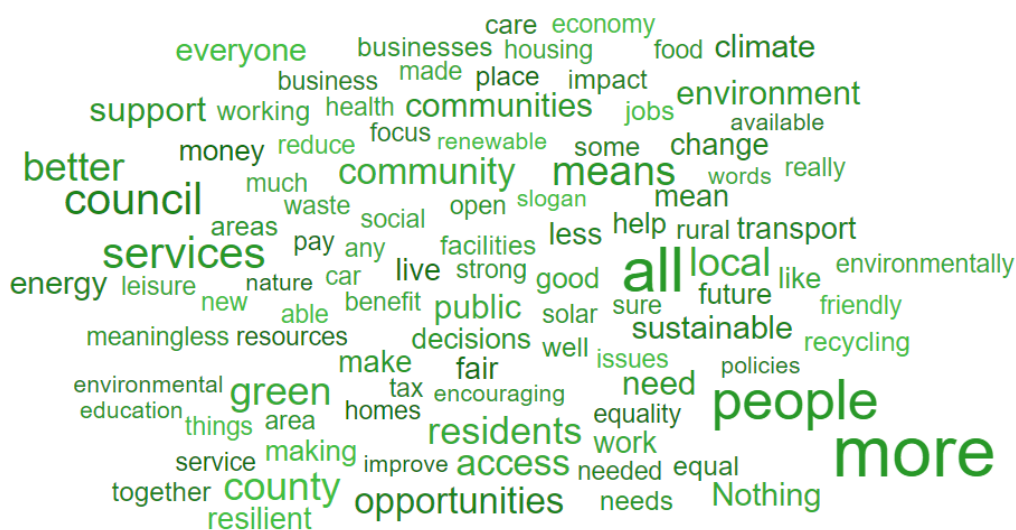 care economy
everyone businesses housing food climate
business made place impact
support working health communities jobs environment
focus available
money reduce renewable some change
better community means words really
council much mean
waste social open slogan
areas less help rural transport
services pay any facilities
energy leisure nature car live strong good all local like environmentally
new able benefit public solar sure future friendly
meaningless resources decisions well sustainable recycling
make fair issues policies
environmental green tax encouraging need people
education things area homes residents equality work more
service making improve access needed equal
together county opportunities needs Nothing
resilient